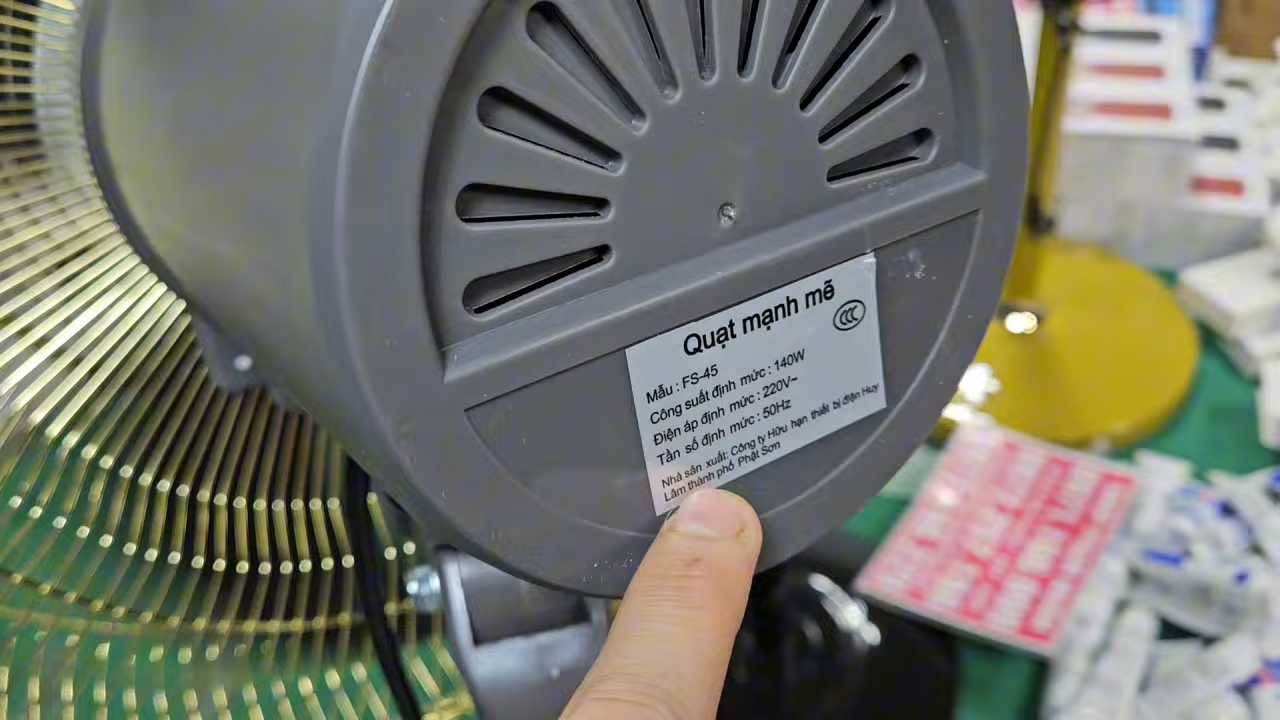 Quạt mạnh mẽ
CCC
Mẫu : FS-45
Công suất định mức : 140W
Điện áp định mức : 220V~
Tần số định mức : 50Hz
Nhà sản xuất: Công ty Hữu hạn thiết bị điện Huy
Lâm thành phố Phật Sơn